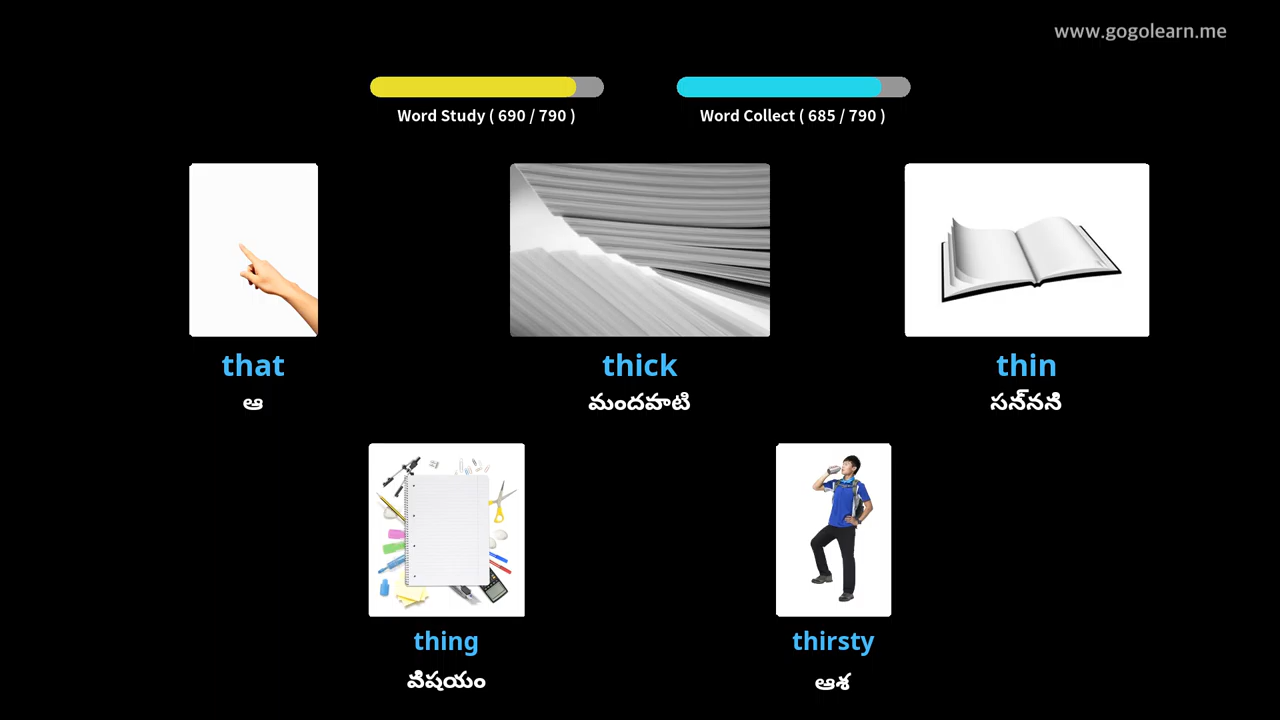 www.gogolearn.me
Word Study ( 690 / 790 )
Word Collect ( 685 / 790 )
that
ఆ
thick
మందపాటి
thin
సన్‌నని
thing
విషయం
thirsty
ఆశ